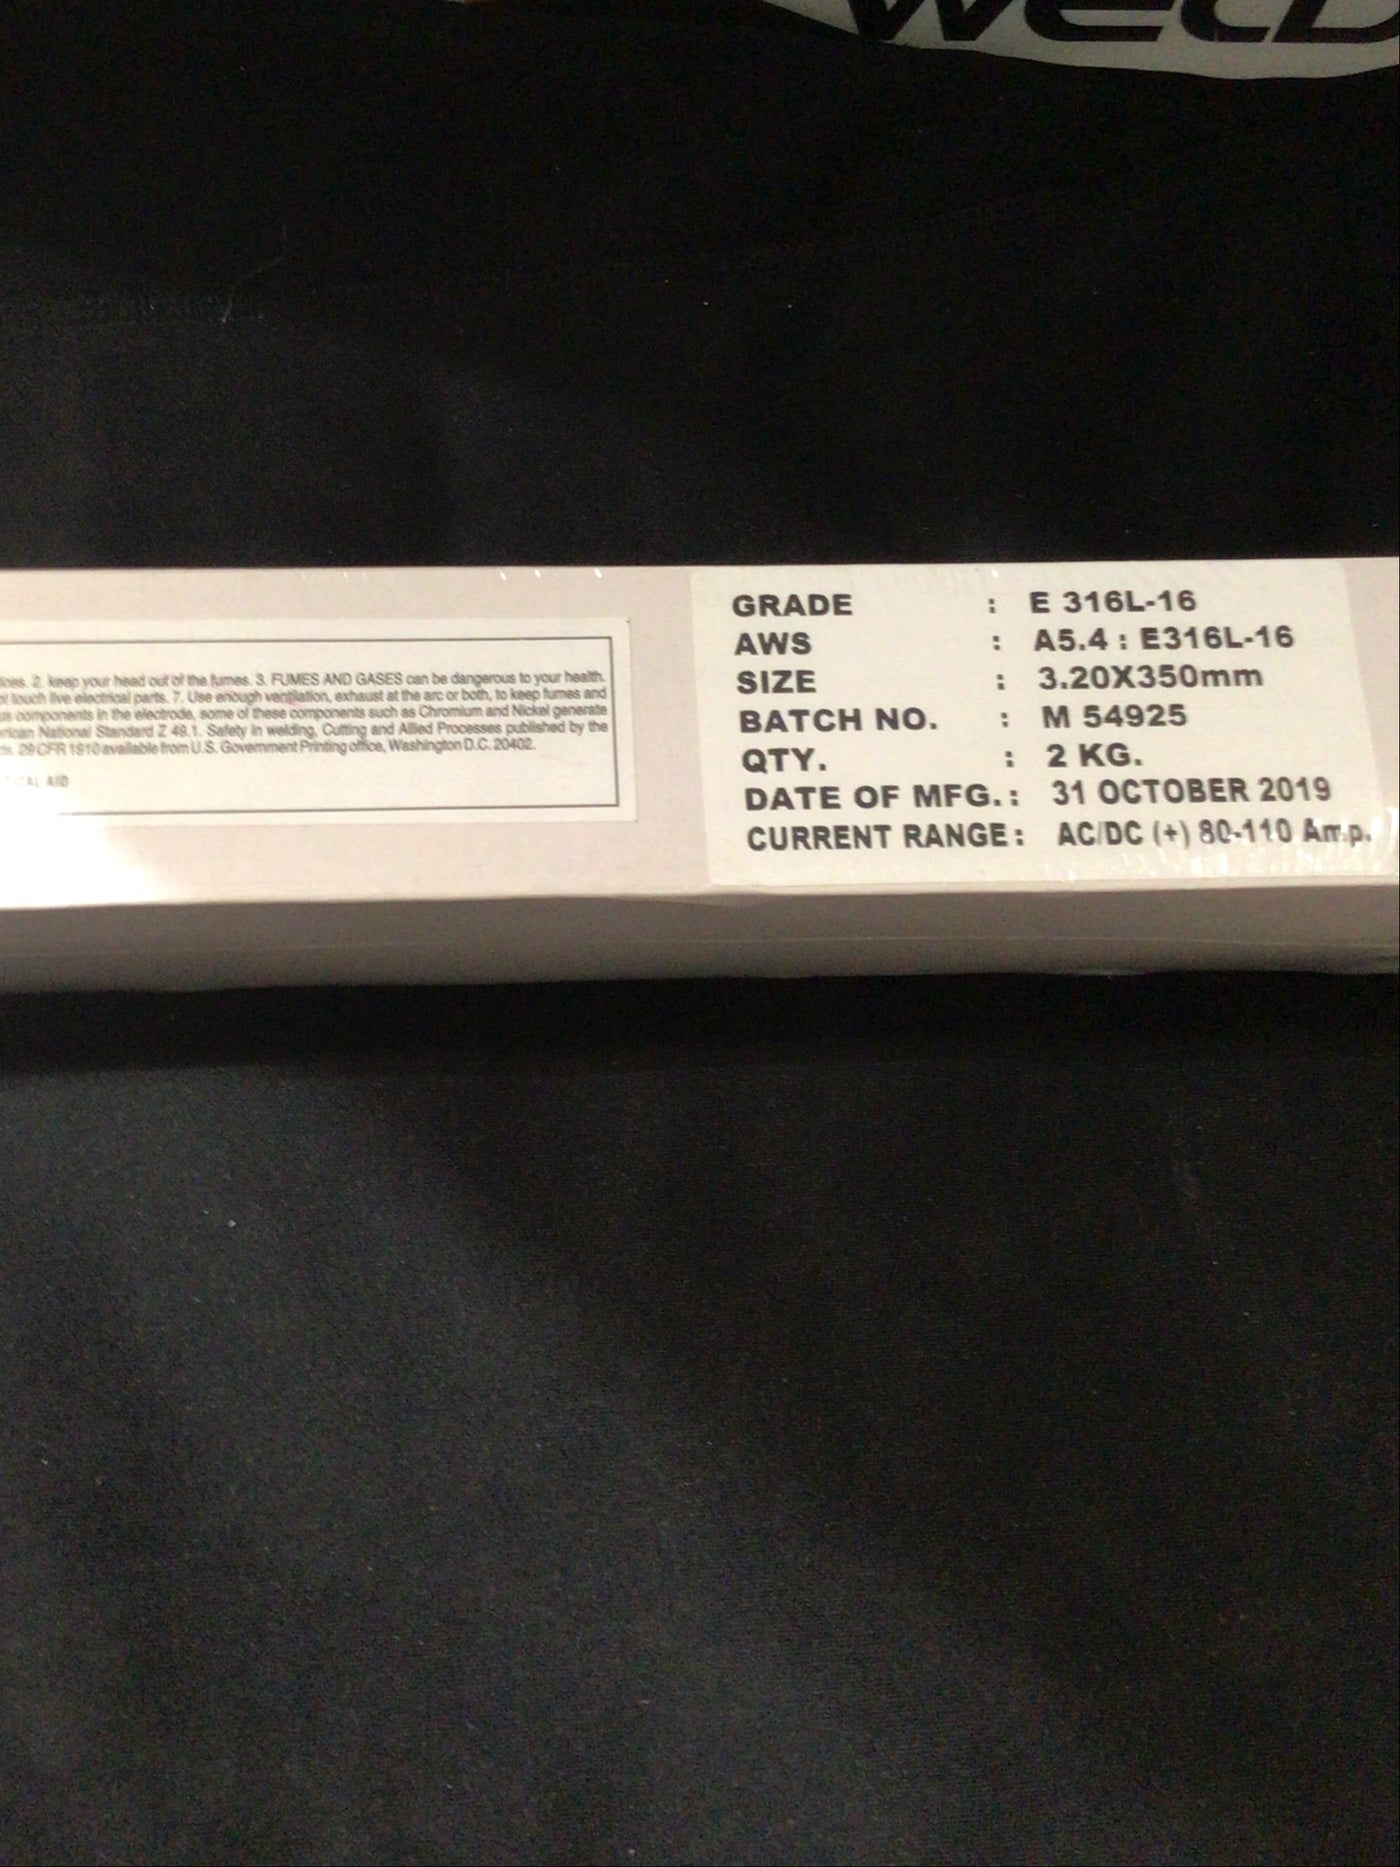 WELD
2. keep your head out of the fumes. 3. FUMES AND GASES can be dangerous to your health.
touch live electrical parts. 7. Use enough ventilation, exhaust at the arc or both, to keep fumes and
components in the electrode, some of these components such as Chromium and Nickel generate
National Standard Z 49.1. Safety in welding, Cutting and Allied Processes published by the
29 CFR 1910 available from U.S. Government Printing office, Washington D.C. 20402.
AID
GRADE : E 316L-16
AWS : A5.4 : E316L-16
SIZE : 3.20X350mm
BATCH NO. : M 54925
QTY. : 2 KG.
DATE OF MFG. : 31 OCTOBER 2019
CURRENT RANGE : AC/DC (+) 80-110 Amp.